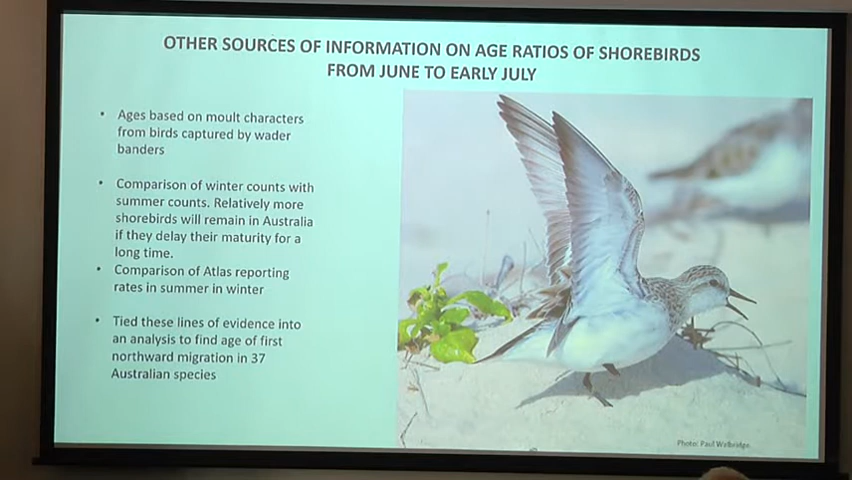 OTHER SOURCES OF INFORMATION ON AGE RATIOS OF SHOREBIRDS
FROM JUNE TO EARLY JULY
• Ages based on moult characters
from birds captured by wader
banders
• Comparison of winter counts with
summer counts. Relatively more
shorebirds will remain in Australia
if they delay their maturity for a
long time.
• Comparison of Atlas reporting
rates in summer in winter
• Tied these lines of evidence into
an analysis to find age of first
northward migration in 37
Australian species
Photo: Paul Walbridge.